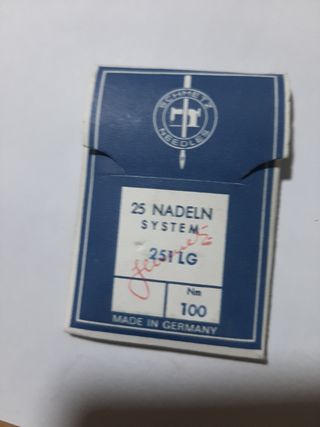 SCHMETZ
NEEDLES
25 NADELN
SYSTEM
251 LG
Nm
100
MADE IN GERMANY